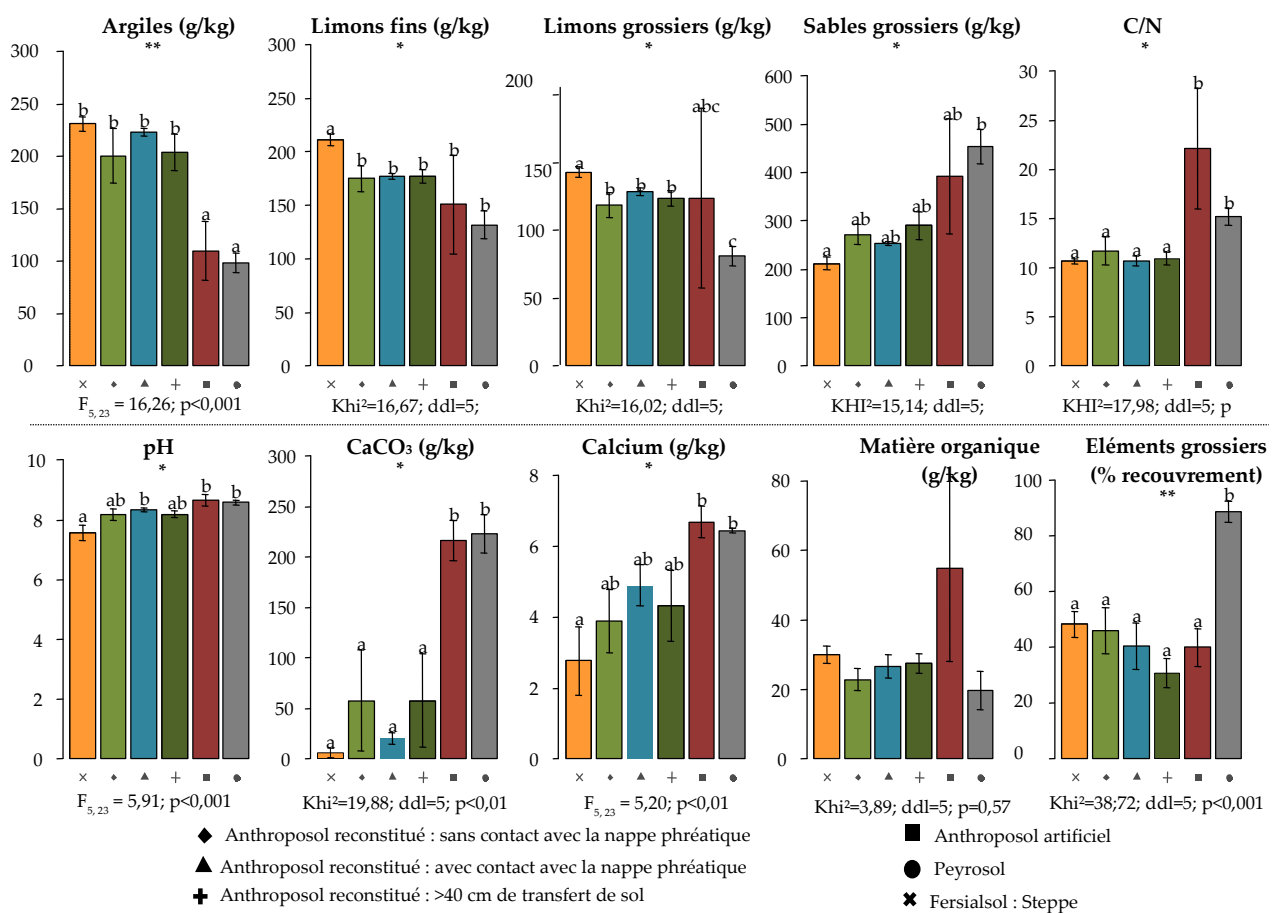 Argiles (g/kg)
**
300
250
200
150
100
50
0
b
b
b
b
a
a
F5, 23 = 16,26; p<0,001
Limons fins (g/kg)
*
300
250
200
150
100
50
0
a
b
b
b
b
b
Khi²=16,67; ddl=5;
Limons grossiers (g/kg)
*
200
150
100
50
0
a
b
b
b
abc
c
Khi²=16,02; ddl=5;
Sables grossiers (g/kg)
*
600
500
400
300
200
300
0
a
ab
ab
ab
ab
b
KHI²=15,14; ddl=5;
C/N
*
30
25
20
15
10
5
0
a
a
a
a
b
b
KHI²=17,98; ddl=5; p
pH
*
10
8
6
4
2
0
a
ab
b
ab
b
b
F5, 23 = 5,91; p<0,001
CaCO₃ (g/kg)
*
300
250
200
150
100
50
0
a
a
a
a
b
b
Khi²=19,88; ddl=5; p<0,01
Calcium (g/kg)
*
8
6
4
2
0
a
ab
ab
ab
b
b
F5, 23 = 5,20; p<0,01
Matière organique
(g/kg)
80
60
40
20
0
Khi²=3,89; ddl=5; p=0,57
Eléments grossiers
(% recouvrement)
**
100
80
60
40
20
0
a
a
a
a
a
b
Khi²=38;72; ddl=5; p<0,001
Anthroposol reconstitué : sans contact avec la nappe phréatique
Anthroposol reconstitué : avec contact avec la nappe phréatique
Anthroposol reconstitué : >40 cm de transfert de sol
Anthroposol artificiel
Peyrosol
Fersialsol : Steppe